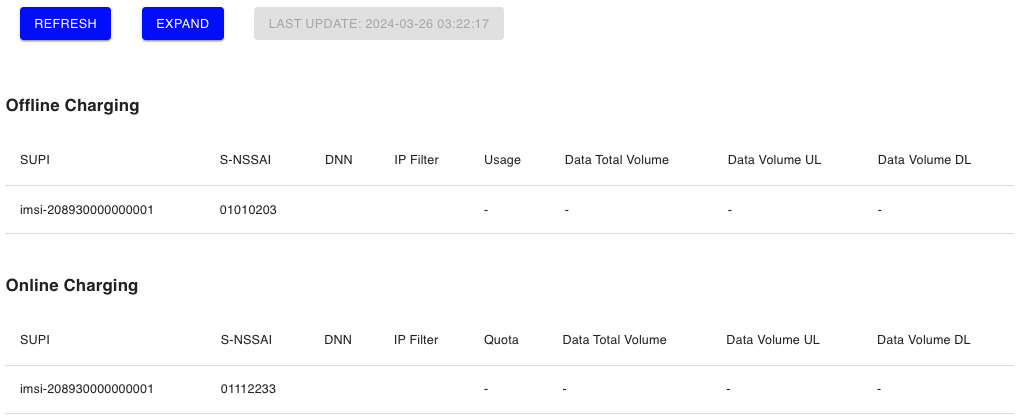 REFRESH EXPAND LAST UPDATE: 2024-03-26 03:22:17
Offline Charging
SUPI S-NSSAI DNN IP Filter Usage Data Total Volume Data Volume UL Data Volume DL
imsi-208930000000001 01010203 - - - -
Online Charging
SUPI S-NSSAI DNN IP Filter Quota Data Total Volume Data Volume UL Data Volume DL
imsi-208930000000001 01112233 - - - -